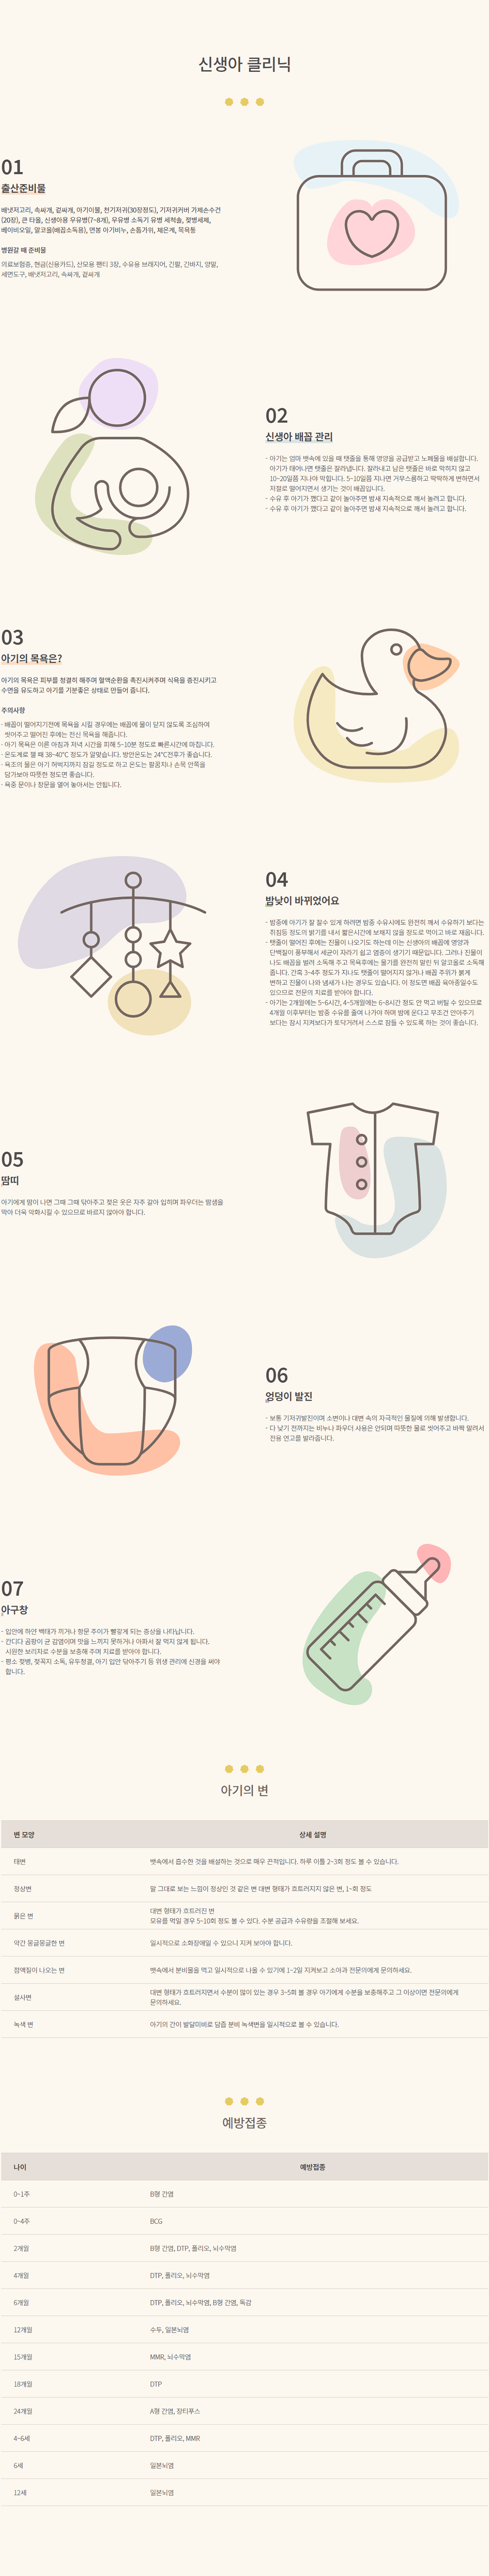 신생아 클리닉
01
출산준비물
배냇저고리, 속싸개, 겉싸개, 아기이불, 천기저귀(30장정도), 기저귀커버 가제손수건
(20장), 큰 타올, 신생아용 우유병(7~8개), 우유병 소독기 유병 세척솔, 젖병세제,
베이비오일, 알코올(배꼽소독용), 면봉 아기비누, 손톱가위, 체온계, 목욕통
병원갈 때 준비물
의료보험증, 현금(신용카드), 산모용 팬티 3장, 수유용 브래지어, 긴팔, 긴바지, 양말,
세면도구, 배냇저고리, 속싸개, 겉싸개
02
신생아 배꼽 관리
- 아기는 엄마 뱃속에 있을 때 탯줄을 통해 영양을 공급받고 노폐물을 배설합니다.
아기가 태어나면 탯줄은 잘라냅니다. 잘라내고 남은 탯줄은 바로 막히지 않고
10~20일쯤 지나야 막힙니다. 5~10일쯤 지나면 거무스름하고 딱딱하게 변하면서
저절로 떨어지면서 생기는 것이 배꼽입니다.
- 수유 후 아기가 깼다고 같이 놀아주면 밤새 지속적으로 깨서 놀려고 합니다.
- 수유 후 아기가 깼다고 같이 놀아주면 밤새 지속적으로 깨서 놀려고 합니다.
03
아기의 목욕은?
아기의 목욕은 피부를 청결히 해주며 혈액순환을 촉진시켜주며 식욕을 증진시키고
수면을 유도하고 아기를 기분좋은 상태로 만들어 줍니다.
주의사항
- 배꼽이 떨어지기전에 목욕을 시킬 경우에는 배꼽에 물이 닫지 않도록 조심하여
씻어주고 떨어진 후에는 전신 목욕을 해줍니다.
- 아기 목욕은 이른 아침과 저녁 시간을 피해 5~10분 정도로 빠른시간에 마칩니다.
- 온도계로 잴 때 38~40℃ 정도가 알맞습니다. 방안온도는 24℃전후가 좋습니다.
- 욕조의 물은 아기 허벅지까지 잠길 정도로 하고 온도는 팔꿈치나 손목 안쪽을
담가보아 따뜻한 정도면 좋습니다.
- 욕중 문이나 창문을 열어 놓아서는 안됩니다.
04
밤낮이 바뀌었어요
- 밤중에 아기가 잘 잘수 있게 하려면 밤중 수유시에도 완전히 깨서 수유하기 보다는
취침등 정도의 밝기를 내서 짧은시간에 보채지 않을 정도로 먹이고 바로 재웁니다.
- 탯줄이 떨어진 후에는 진물이 나오기도 하는데 이는 신생아의 배꼽에 영양과
단백질이 풍부해서 세균이 자라기 쉽고 염증이 생기기 때문입니다. 그러나 진물이
나도 배꼽을 벌려 소독해 주고 목욕후에는 물기를 완전히 말린 뒤 알코올로 소독해
줍니다. 간혹 3~4주 정도가 지나도 탯줄이 떨어지지 않거나 배꼽 주위가 붉게
변하고 진물이 나와 냄새가 나는 경우도 있습니다. 이 정도면 배꼽 육아종일수도
있으므로 전문의 치료를 받아야 합니다.
- 아기는 2개월에는 5~6시간, 4~5개월에는 6~8시간 정도 안 먹고 버틸 수 있으므로
4개월 이후부터는 밤중 수유를 줄여 나가야 하며 밤에 운다고 무조건 안아주기
보다는 잠시 지켜보다가 토닥거려서 스스로 잠들 수 있도록 하는 것이 좋습니다.
05
땀띠
아기에게 땀이 나면 그때 그때 닦아주고 젖은 옷은 자주 갈아 입히며 파우더는 땀샘을
막아 더욱 악화시킬 수 있으므로 바르지 않아야 합니다.
06
엉덩이 발진
- 보통 기저귀발진이며 소변이나 대변 속의 자극적인 물질에 의해 발생합니다.
- 다 낫기 전까지는 비누나 파우더 사용은 안되며 따뜻한 물로 씻어주고 바짝 말려서
전용 연고를 발라줍니다.
07
아구창
- 입안에 하얀 백태가 끼거나 항문 주이가 빨갛게 되는 증상을 나타납니다.
- 칸디다 곰팡이 균 감염이며 맛을 느끼지 못하거나 아파서 잘 먹지 않게 됩니다.
시원한 보리자로 수분을 보충해 주며 치료를 받아야 합니다.
- 평소 젖병, 젖꼭지 소독, 유두청결, 아기 입안 닦아주기 등 위생 관리에 신경을 써야
합니다.
아기의 변
변 모양 상세 설명
태변 뱃속에서 흡수한 것을 배설하는 것으로 매우 끈적입니다. 하루 이틀 2~3회 정도 볼 수 있습니다.
정상변 말 그대로 보는 느낌이 정상인 것 같은 변 대변 형태가 흐트러지지 않은 변, 1~회 정도
묽은 변 대변 형태가 흐트러진 변
모유를 먹일 경우 5~10회 정도 볼 수 있다. 수분 공급과 수유량을 조절해 보세요.
약간 몽글몽글한 변 일시적으로 소화장애일 수 있으니 지켜 보아야 합니다.
점액질이 나오는 변 뱃속에서 분비물을 먹고 일시적으로 나올 수 있기에 1~2일 지켜보고 소아과 전문의에게 문의하세요.
설사변 대변 형태가 흐트러지면서 수분이 많이 있는 경우 3~5회 볼 경우 아기에게 수분을 보충해주고 그 이상이면 전문의에게
문의하세요.
녹색 변 아기의 간이 발달미비로 담즙 분비 녹색변을 일시적으로 볼 수 있습니다.
예방접종
나이 예방접종
0~1주 B형 간염
0~4주 BCG
2개월 B형 간염, DTP, 폴리오, 뇌수막염
4개월 DTP, 폴리오, 뇌수막염
6개월 DTP, 폴리오, 뇌수막염, B형 간염, 독감
12개월 수두, 일본뇌염
15개월 MMR, 뇌수막염
18개월 DTP
24개월 A형 간염, 장티푸스
4~6세 DTP, 폴리오, MMR
6세 일본뇌염
12세 일본뇌염